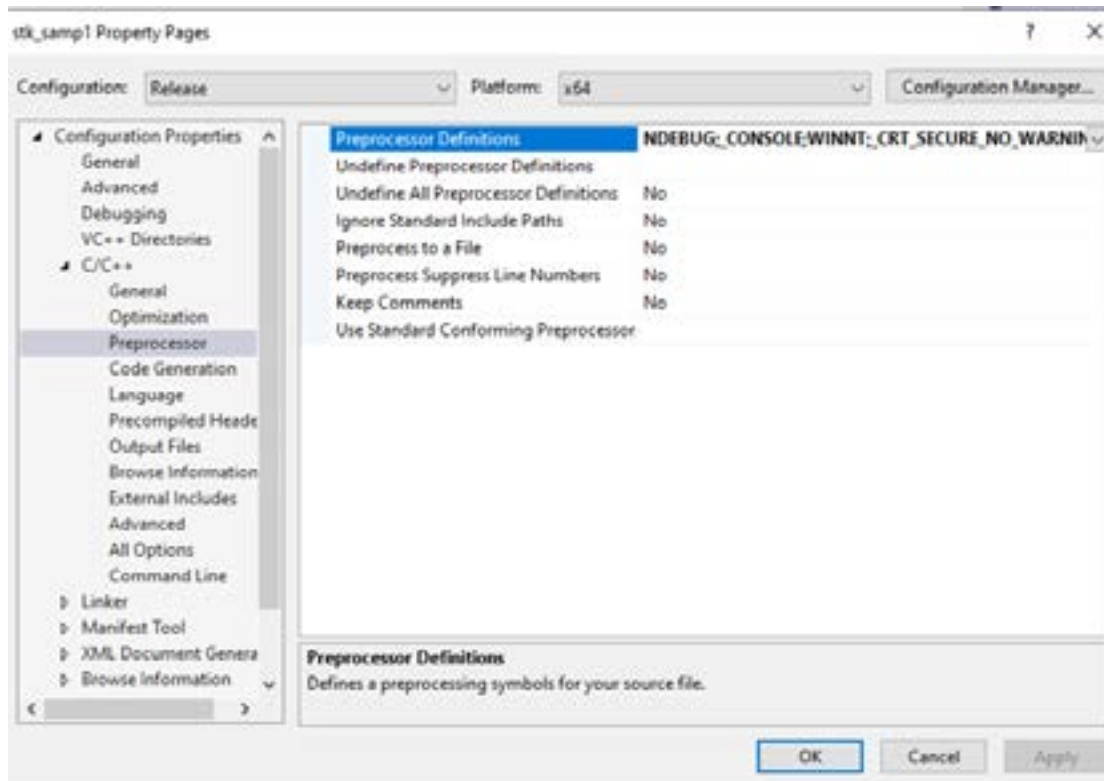 stk_samp1 Property Pages ? X
Configuration: Release Platform: x64 Configuration Manager...
Configuration Properties
General
Advanced
Debugging
VC++ Directories
C/C++
General
Optimization
Preprocessor
Code Generation
Language
Precompiled Heade
Output Files
Browse Information
External Includes
Advanced
All Options
Command Line
Linker
Manifest Tool
XML Document Genera
Browse Information
Preprocessor Definitions NDEBUG;_CONSOLE;WINNT;_CRT_SECURE_NO_WARNIN
Undefine Preprocessor Definitions
Undefine All Preprocessor Definitions No
Ignore Standard Include Paths No
Preprocess to a File No
Preprocess Suppress Line Numbers No
Keep Comments No
Use Standard Conforming Preprocessor
Preprocessor Definitions
Defines a preprocessing symbols for your source file.
OK Cancel Apply